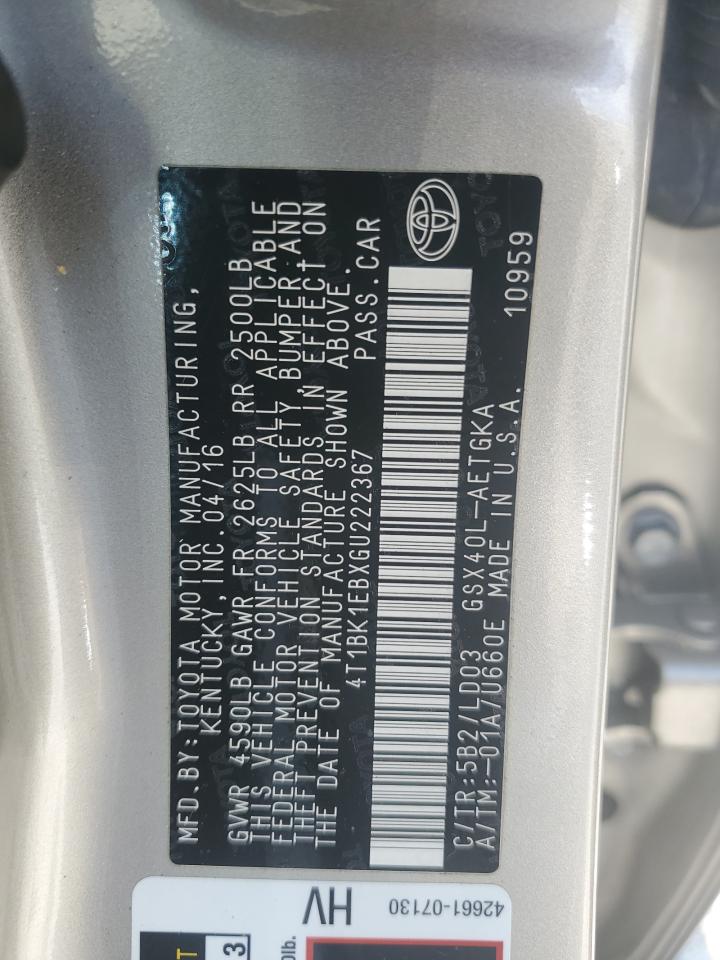 MFD.BY:TOYOTA MOTOR MANUFACTURING,
KENTUCKY, INC.04/16
GVWR 4590LB GAWR FR 2625LB RR 2500LB
THIS VEHICLE CONFORMS TO ALL APPLICABLE
FEDERAL MOTOR VEHICLE SAFETY,BUMPER,AND
THEFT PREVENTION STANDARDS IN EFFECT ON
THE DATE OF MANUFACTURE SHOWN ABOVE.
4T1BK1EBXGU222367 PASS.CAR
C/TR:5B2/LD03 GSX40L-AETGKA
A/TM:-01A/U660E MADE IN U.S.A. 10959
HV 42661-07130